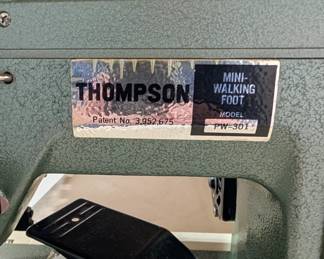 THOMPSON
Patent No. 3,952,675
MINI-
WALKING
FOOT
MODEL
PW-301